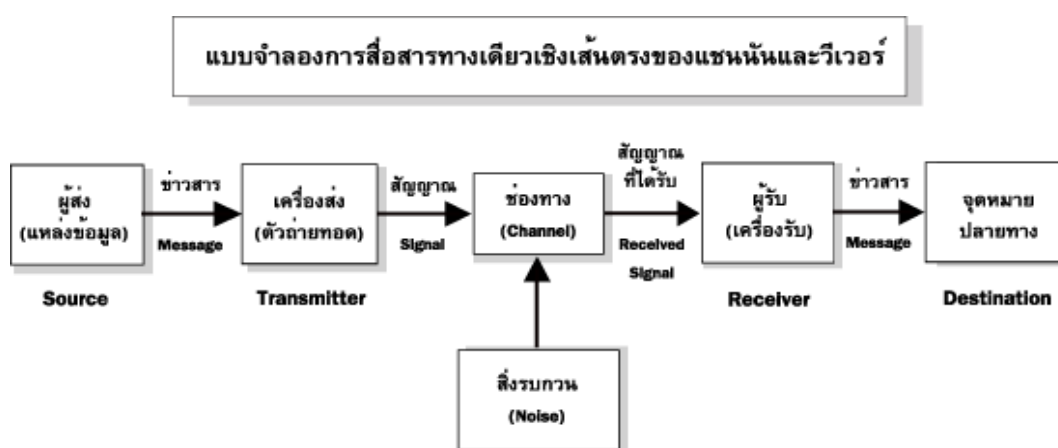 แบบจำลองการสื่อสารทางเดียวเชิงเส้นตรงของแชนนันและวีเวอร์
ผู้ส่ง
(แหล่งข้อมูล)
Source
ข่าวสาร
Message
เครื่องส่ง
(ตัวถ่ายทอด)
Transmitter
สัญญาณ
Signal
ช่องทาง
(Channel)
สัญญาณ
ที่ได้รับ
Received
Signal
ผู้รับ
(เครื่องรับ)
Receiver
ข่าวสาร
Message
จุดหมาย
ปลายทาง
Destination
สิ่งรบกวน
(Noise)